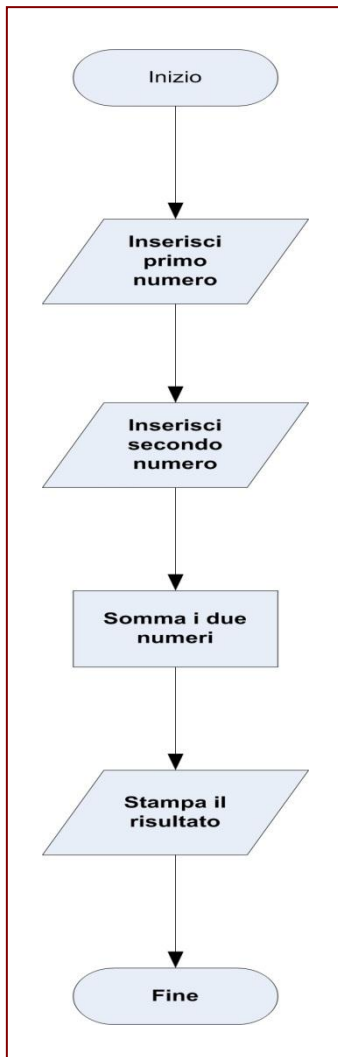 Inizio
Inserisci
primo
numero
Inserisci
secondo
numero
Somma i due
numeri
Stampa il
risultato
Fine